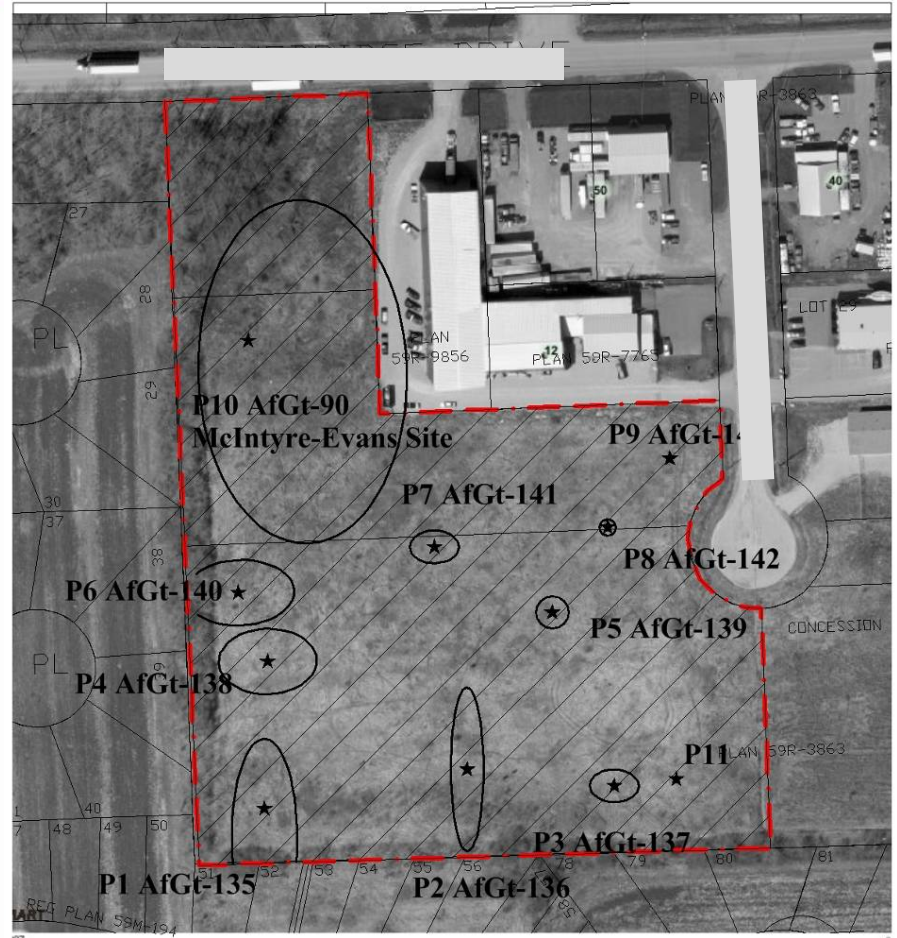 50
40
27
28
PL
PLAN
59R-9856
12
PLAN 59R-7765
LOT 29
29
P10 AfGt-90
McIntyre-Evans Site
P9 AfGt-14
P7 AfGt-141
30
37
38
P8 AfGt-142
P6 AfGt-140
P5 AfGt-139
CONCESSION
PL
P4 AfGt-138
P11
PLAN 59R-3863
40
48
49
50
P3 AfGt-137
51
52
53
54
55
56
78
79
80
81
P1 AfGt-135
P2 AfGt-136
REG PLAN 59M-194